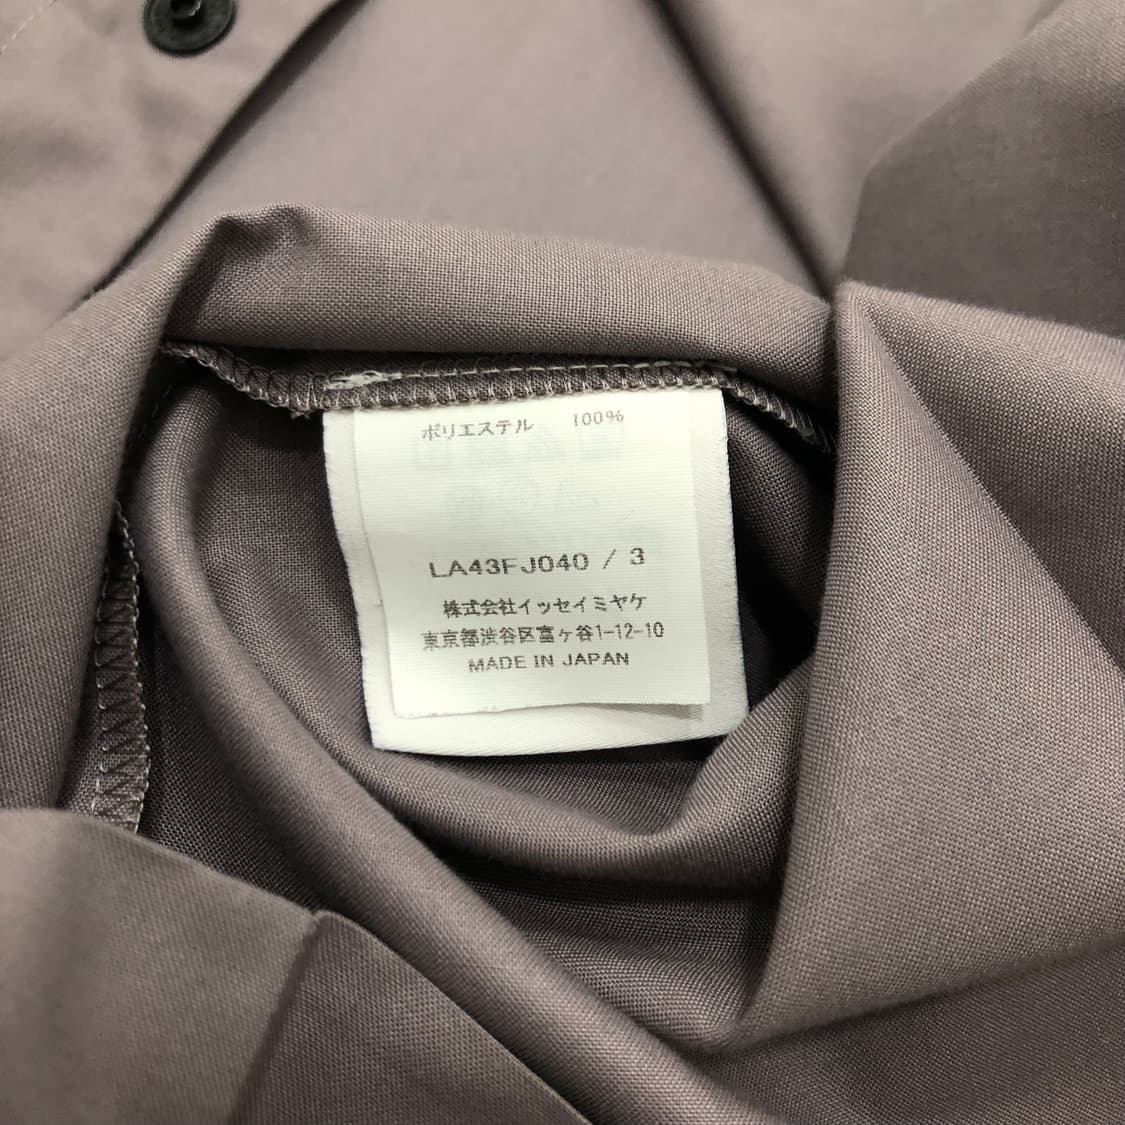 ポリエステル 100%
LA43FJ040 / 3
株式会社イッセイミヤケ
東京都渋谷区富ヶ谷1-12-10
MADE IN JAPAN